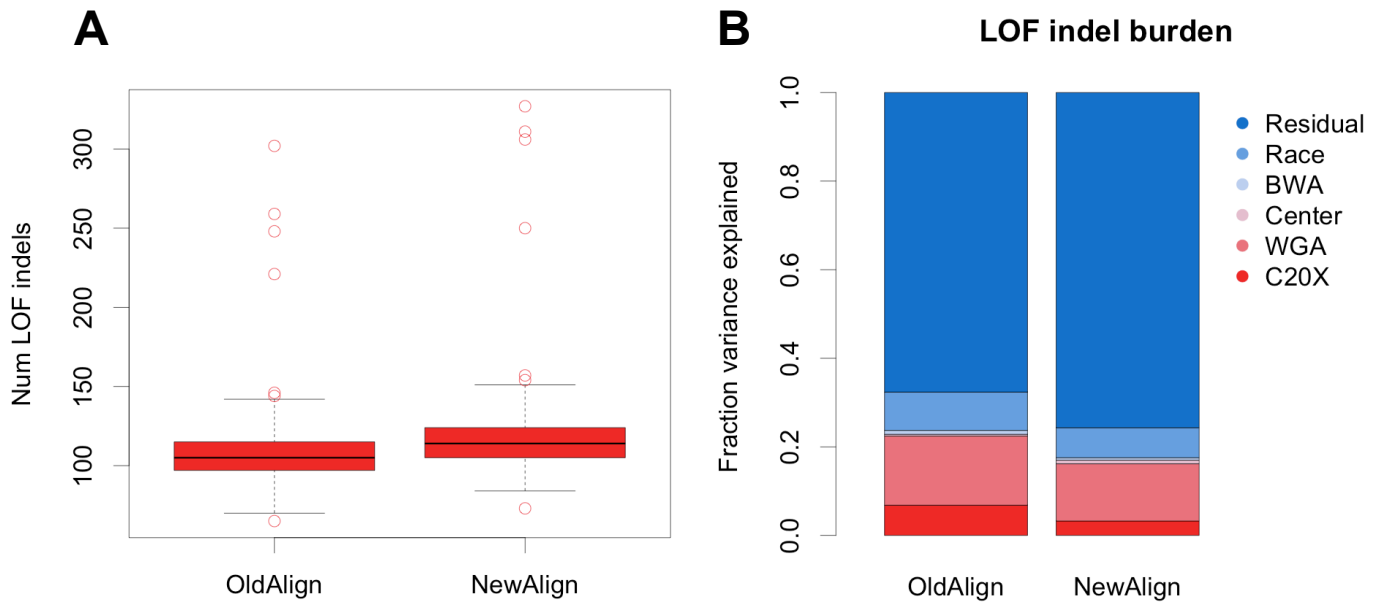 A
Num LOF indels
300
250
200
150
100
OldAlign
NewAlign
B
LOF indel burden
Fraction variance explained
1.0
0.8
0.6
0.4
0.2
0.0
OldAlign
NewAlign
Residual
Race
BWA
Center
WGA
C20X